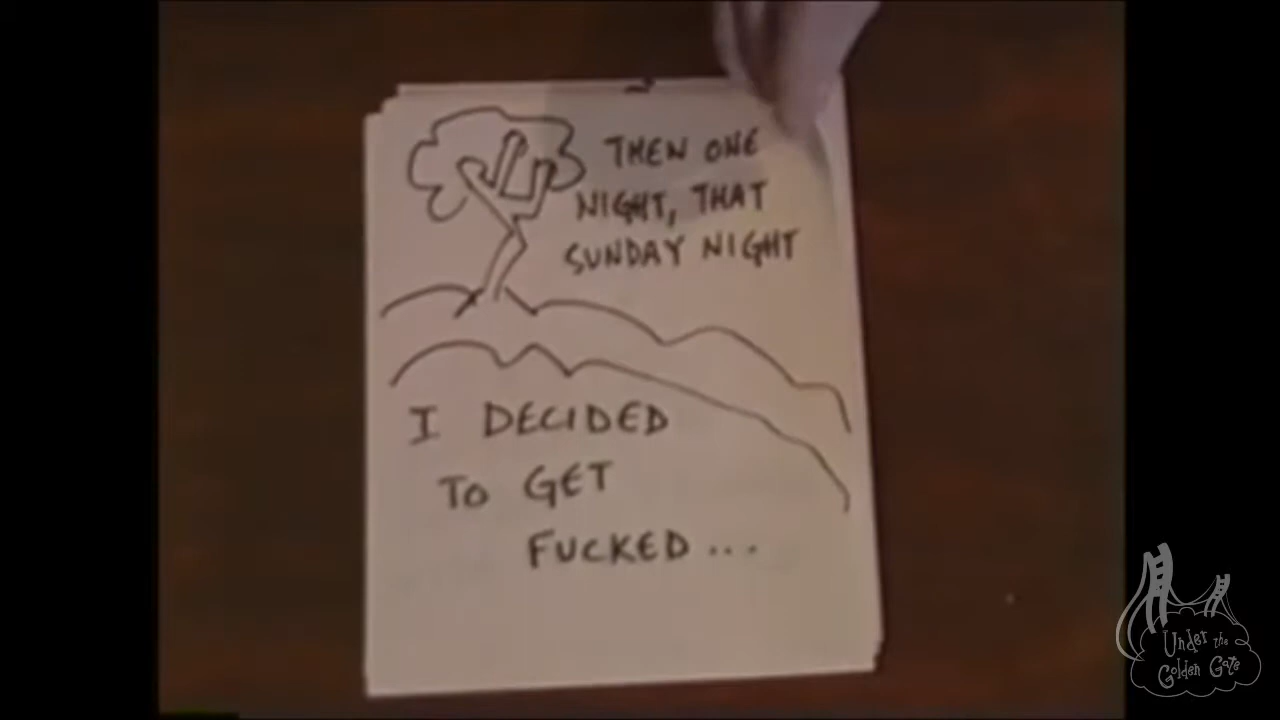 THEN ONE
NIGHT, THAT
SUNDAY NIGHT
I DECIDED
TO GET
FUCKED...
Under the
Golden Gate